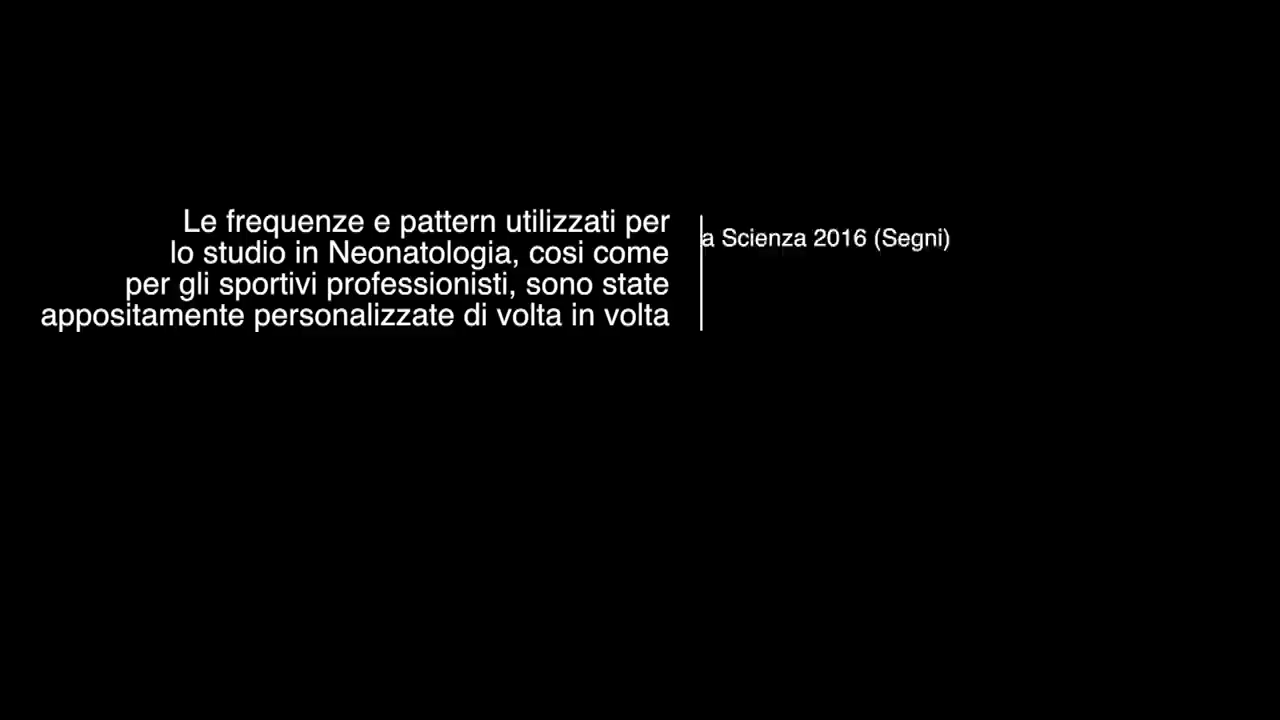 Le frequenze e pattern utilizzati per
lo studio in Neonatologia, cosi come
per gli sportivi professionisti, sono state
appositamente personalizzate di volta in volta
a Scienza 2016 (Segni)